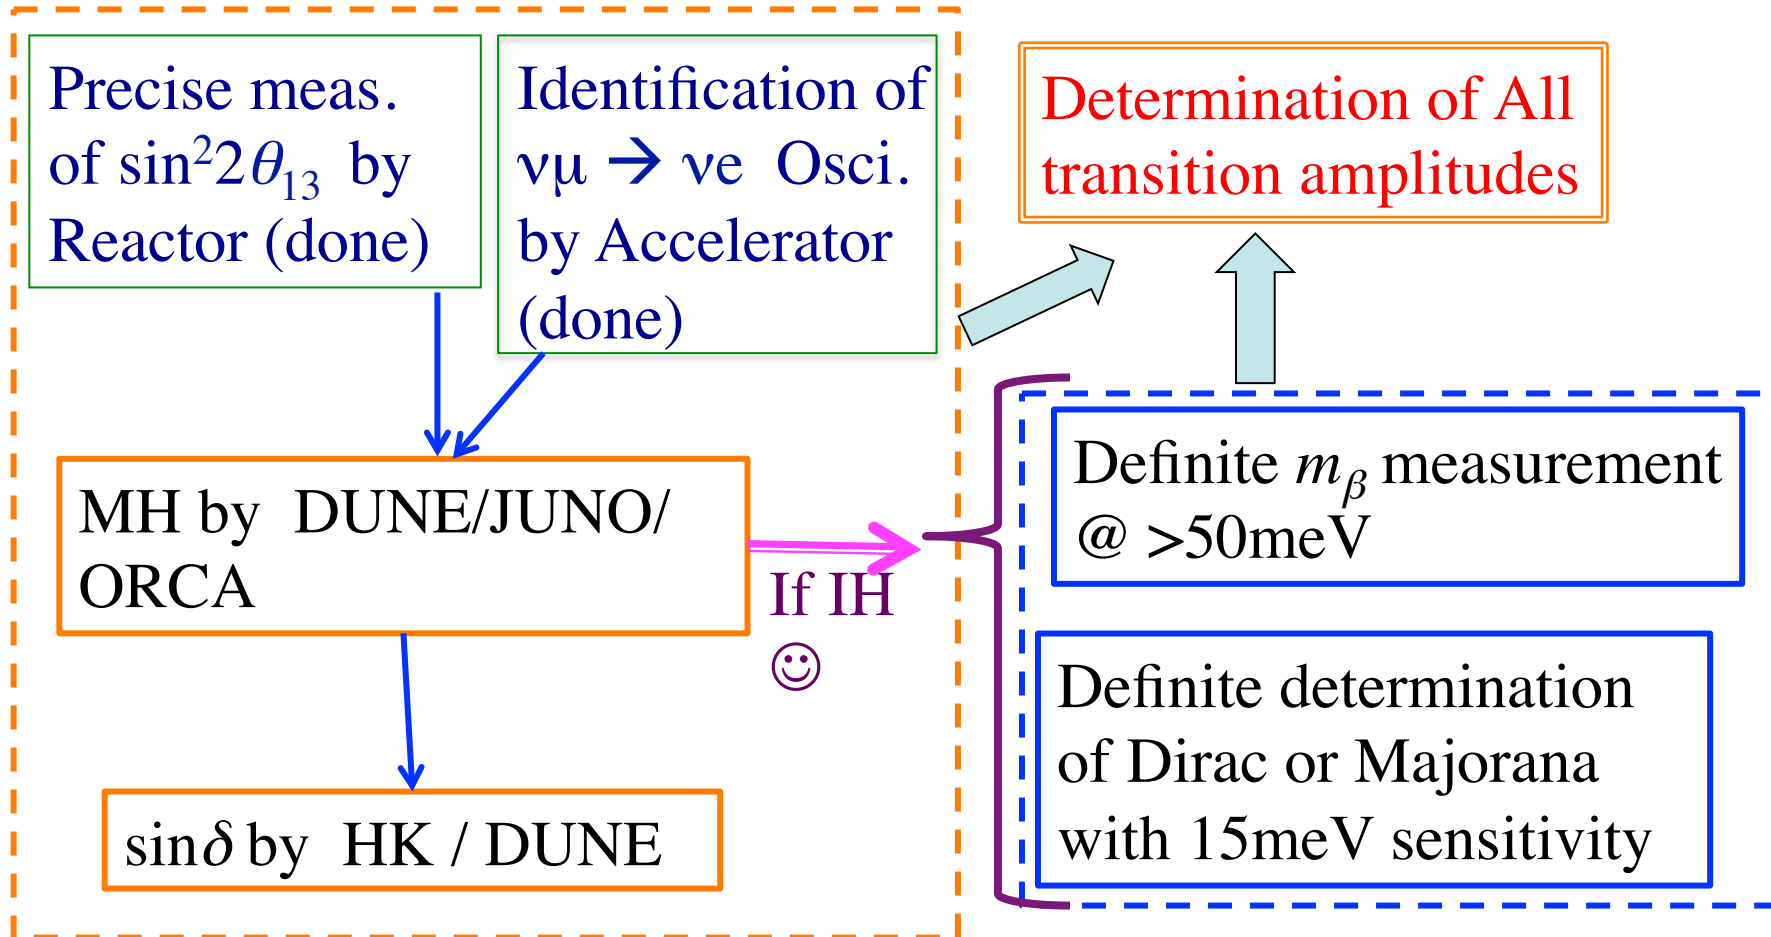 Precise meas.
of sin²2θ₁₃ by
Reactor (done)
Identification of
νμ → νe Osci.
by Accelerator
(done)
Determination of All
transition amplitudes
MH by DUNE/JUNO/
ORCA
If IH
☺
sinδ by HK / DUNE
Definite mᵦ measurement
@ >50meV
Definite determination
of Dirac or Majorana
with 15meV sensitivity